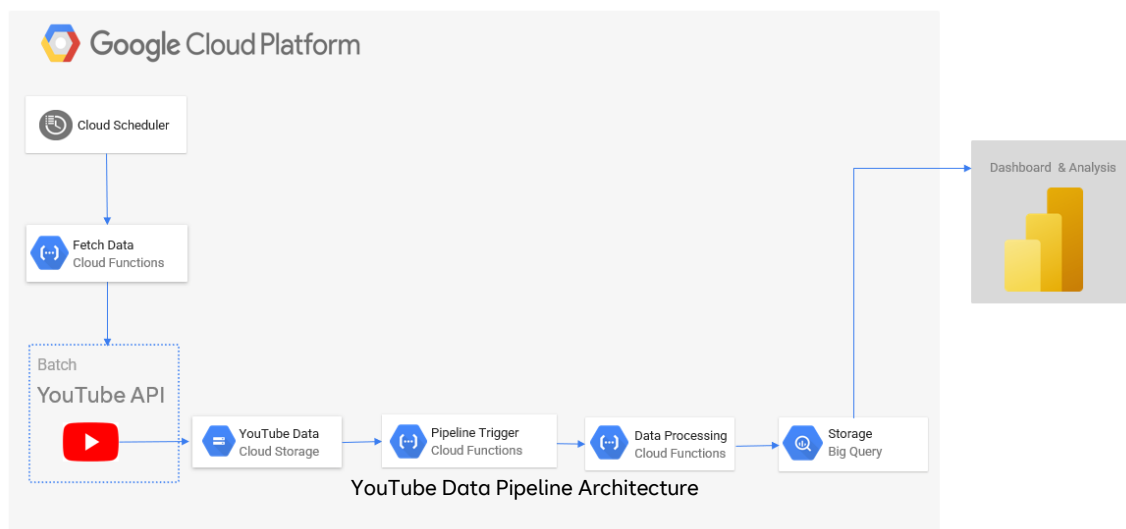 Google Cloud Platform
Cloud Scheduler
Dashboard & Analysis
Fetch Data
Cloud Functions
Batch
YouTube API
YouTube Data
Cloud Storage
Pipeline Trigger
Cloud Functions
Data Processing
Cloud Functions
Storage
Big Query
YouTube Data Pipeline Architecture